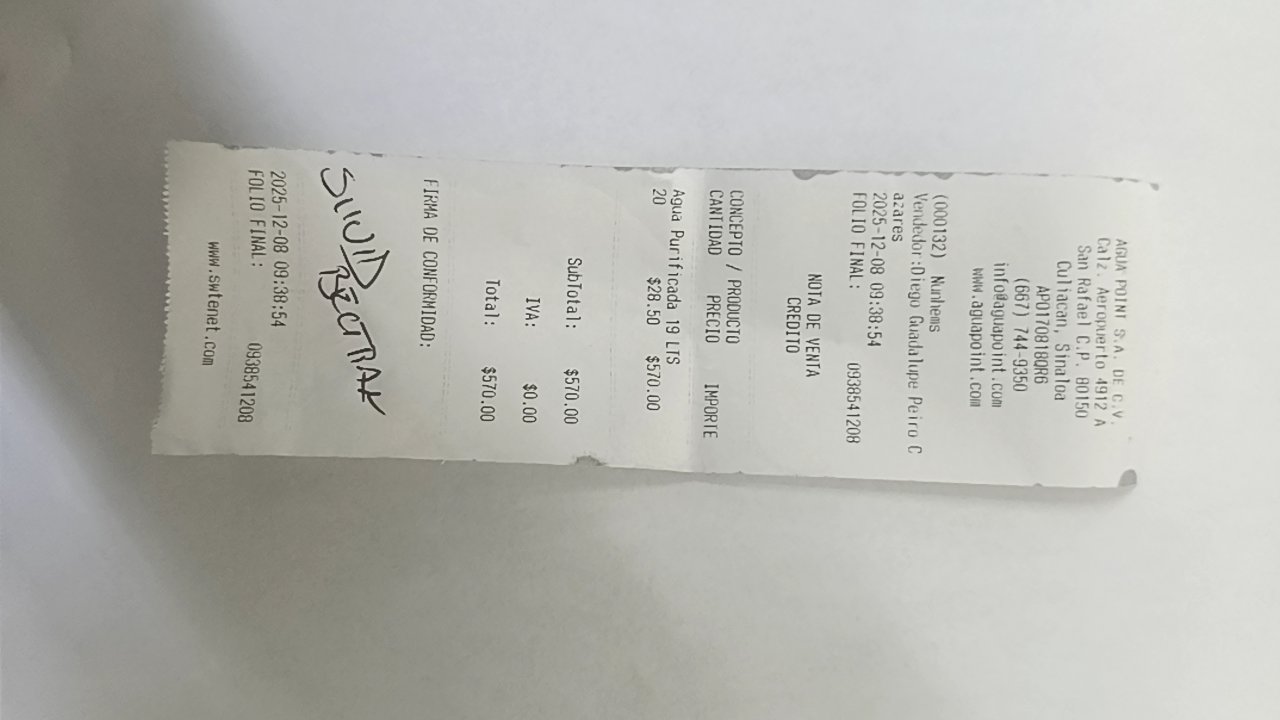 AGUA POINT S.A. DE C.V.
Calz. Aeropuerto 4912 A
San Rafael C.P. 80150
Culiacan, Sinaloa
APO170818QR6
(667) 744-9350
info@aguapoint.com
www.aguapoint.com
(000132) Nunhems
Vendedor:Diego Guadalupe Peiro C
azares
2025-12-08 09:38:54
FOLIO FINAL: 0938541208
NOTA DE VENTA
CREDITO
CONCEPTO / PRODUCTO
CANTIDAD PRECIO IMPORTE
Agua Purificada 19 LTS
20 $28.50 $570.00
SubTotal: $570.00
IVA: $0.00
Total: $570.00
FIRMA DE CONFORMIDAD:
2025-12-08 09:38:54
FOLIO FINAL: 0938541208
www.swtenet.com